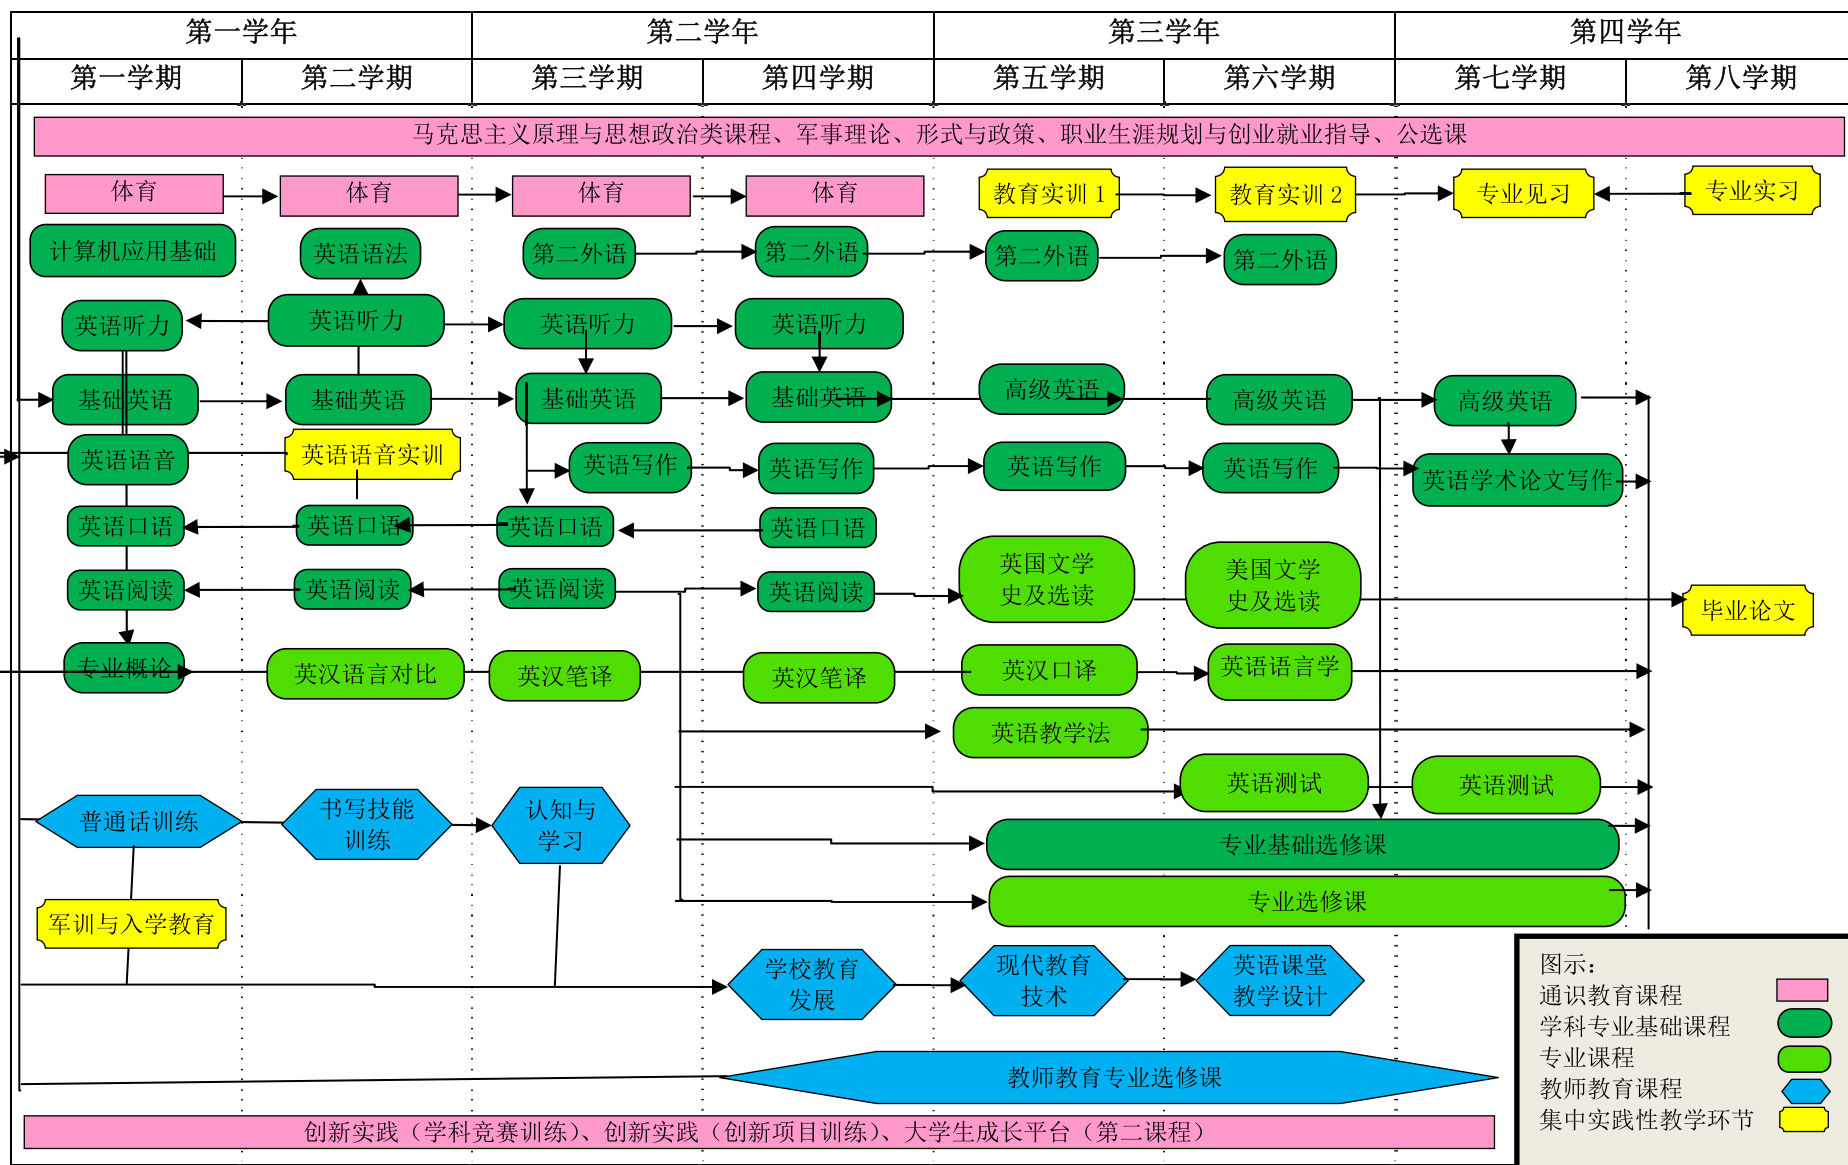 第一学年
第二学年
第三学年
第四学年
第一学期
第二学期
第三学期
第四学期
第五学期
第六学期
第七学期
第八学期
马克思主义原理与思想政治类课程、军事理论、形式与政策、职业生涯规划与创业就业指导、公选课
体育
体育
体育
体育
教育实训 1
教育实训 2
专业见习
专业实习
计算机应用基础
英语语法
第二外语
第二外语
第二外语
第二外语
英语听力
英语听力
英语听力
英语听力
基础英语
基础英语
基础英语
基础英语
高级英语
高级英语
高级英语
英语语音
英语语音实训
英语写作
英语写作
英语写作
英语写作
英语学术论文写作
英语口语
英语口语
英语口语
英语口语
英语阅读
英语阅读
英语阅读
英语阅读
英国文学
史及选读
美国文学
史及选读
毕业论文
专业概论
英汉语言对比
英汉笔译
英汉笔译
英汉口译
英语语言学
英语教学法
英语测试
英语测试
普通话训练
书写技能
训练
认知与
学习
专业基础选修课
专业选修课
军训与入学教育
学校教育
发展
现代教育
技术
英语课堂
教学设计
教师教育专业选修课
创新实践（学科竞赛训练）、创新实践（创新项目训练）、大学生成长平台（第二课程）
图示：
通识教育课程
学科专业基础课程
专业课程
教师教育课程
集中实践性教学环节